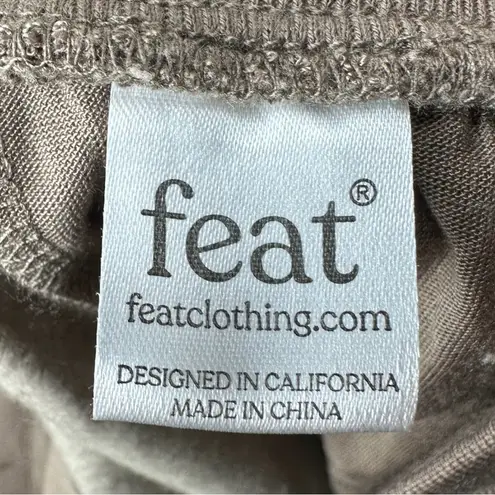 feat®
featclothing.com
DESIGNED IN CALIFORNIA
MADE IN CHINA